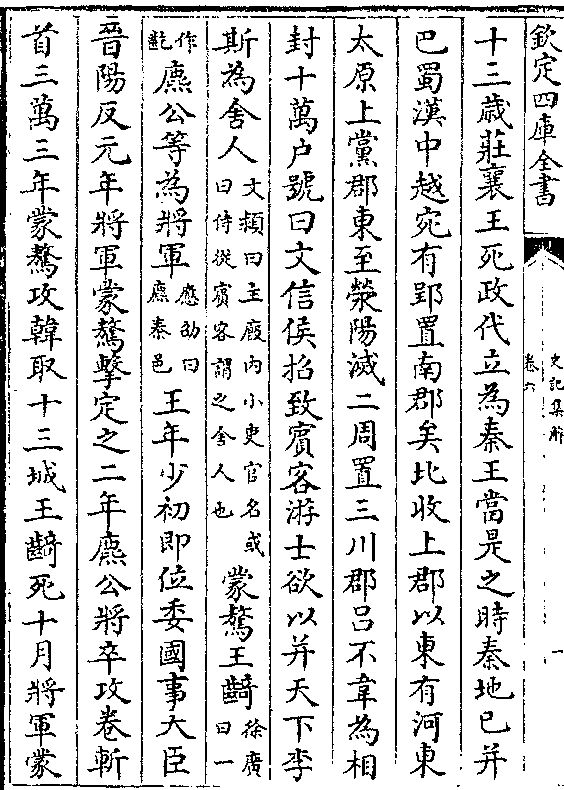 欽定四庫全書
史記集解
卷六
一
十三歲莊襄王死政代立為秦王當是之時秦地已并
巴蜀漢中越宛有郢置南郡矣北收上郡以東有河東
太原上黨郡東至滎陽滅二周置三川郡吕不韋為相
封十萬户號曰文信侯招致賓客游士欲以并天下李
斯為舍人文穎曰主廄内小吏官名或曰侍從賓客謂之舍人也蒙驁王齮徐廣曰一
作齕麃公等為將軍應劭曰麃秦邑王年少初即位委國事大臣
晉陽反元年將軍蒙驁擊定之二年麃公將卒攻卷斬
首三萬三年蒙驁攻韓取十三城王齮死十月將軍蒙